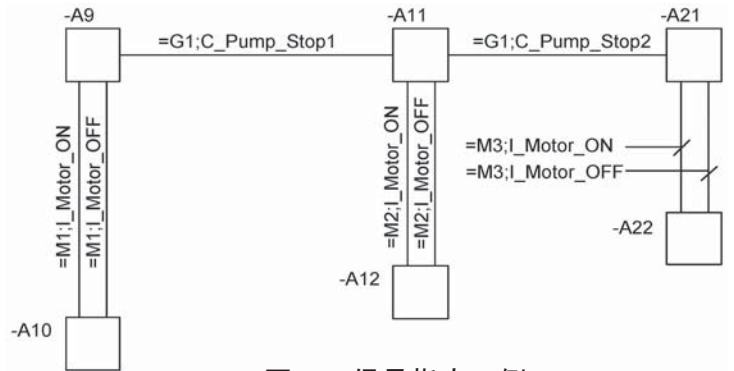 -A9
-A11
-A21
=G1;C_Pump_Stop1
=G1;C_Pump_Stop2
=M1;I_Motor_ON
=M1;I_Motor_OFF
=M2;I_Motor_ON
=M2;I_Motor_OFF
=M3;I_Motor_ON
=M3;I_Motor_OFF
-A22
-A12
-A10